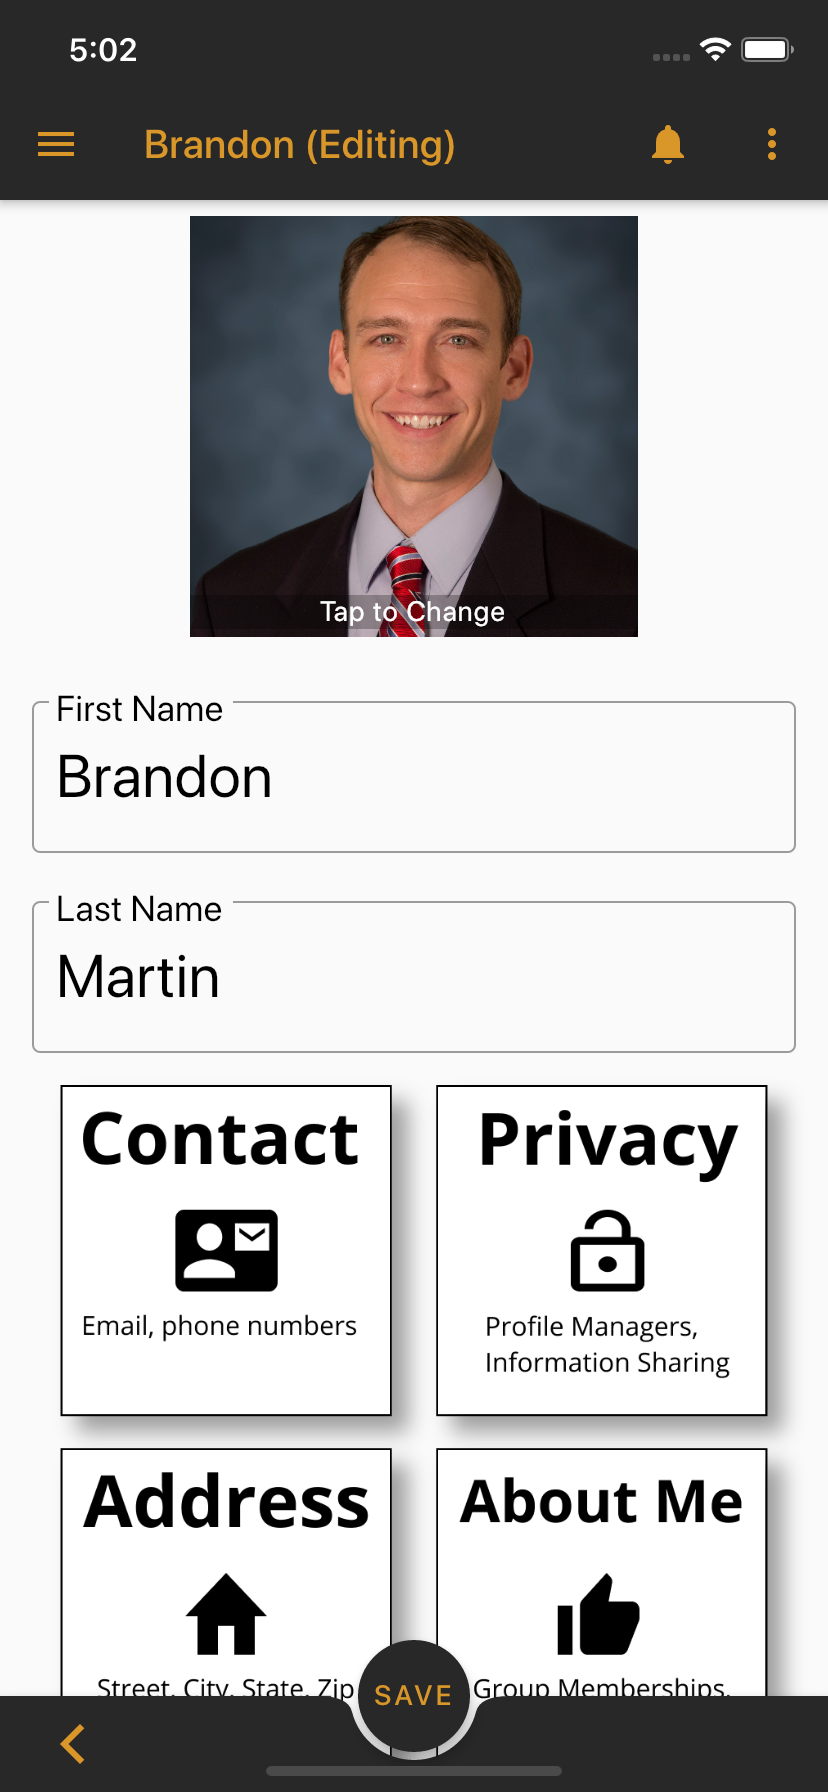 5:02
Brandon (Editing)
Tap to Change
First Name
Brandon
Last Name
Martin
Contact
Email, phone numbers
Privacy
Profile Managers,
Information Sharing
Address
Street, City, State, Zip
About Me
Group Memberships,
SAVE